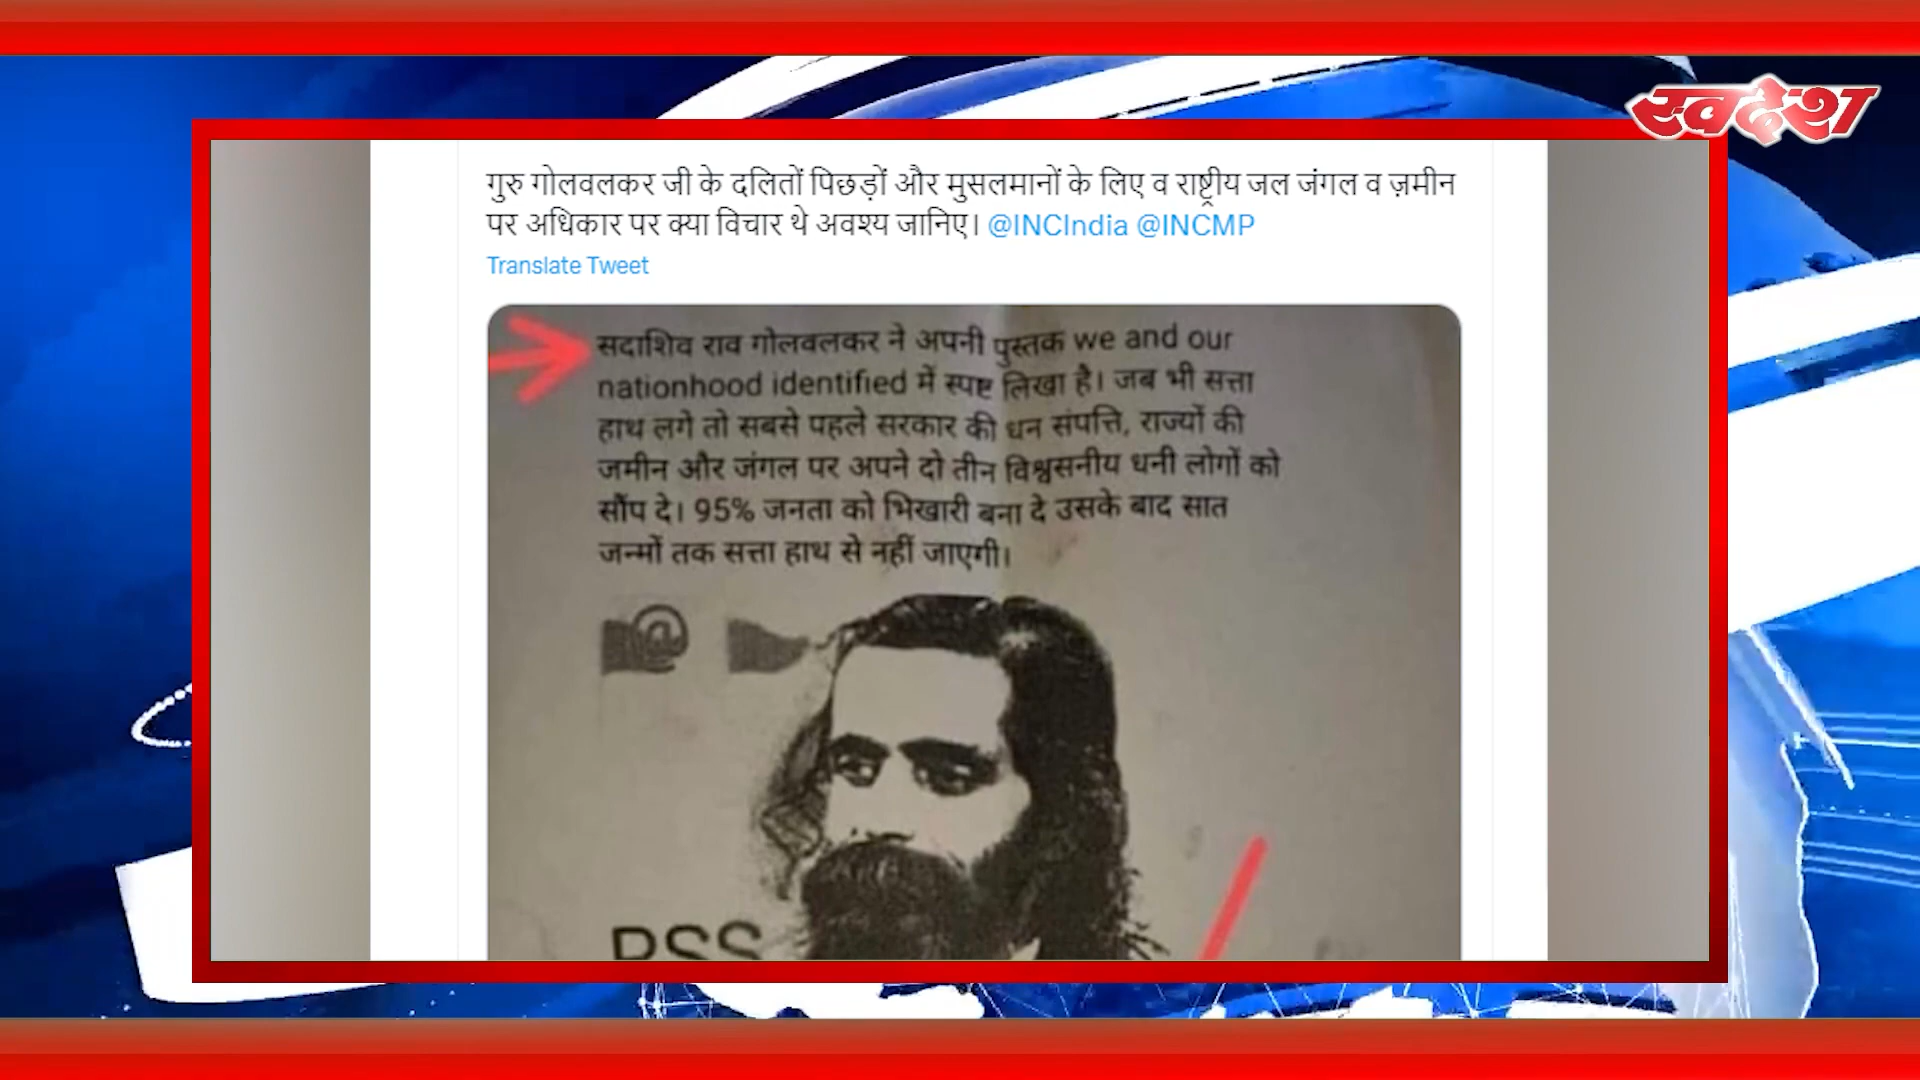 स्वदेश
गुरु गोलवलकर जी के दलितों पिछड़ों और मुसलमानों के लिए व राष्ट्रीय जल जंगल व ज़मीन
पर अधिकार पर क्या विचार थे अवश्य जानिए। @INCIndia @INCMP
Translate Tweet
सदाशिव राव गोलवलकर ने अपनी पुस्तक we and our
nationhood identified में स्पष्ट लिखा है। जब भी सत्ता
हाथ लगे तो सबसे पहले सरकार की धन संपत्ति, राज्यों की
जमीन और जंगल पर अपने दो तीन विश्वसनीय धनी लोगों को
सौंप दे। 95% जनता को भिखारी बना दे उसके बाद सात
जन्मों तक सत्ता हाथ से नहीं जाएगी।
@
RSS